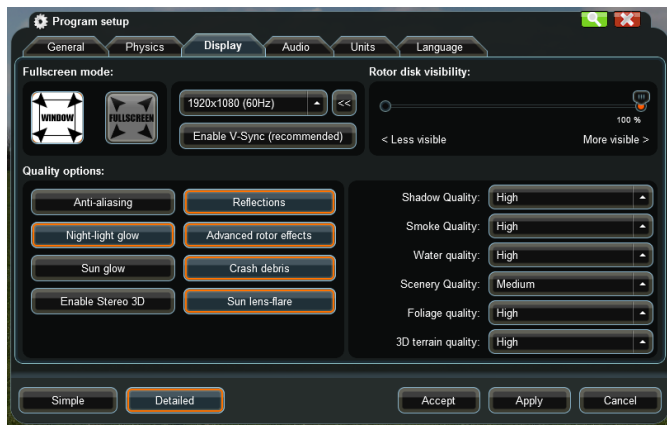 Program setup
General Physics Display Audio Units Language
Fullscreen mode:
Rotor disk visibility:
WINDOW
FULLSCREEN
1920x1080 (60Hz)
<<
Enable V-Sync (recommended)
100 %
< Less visible
More visible >
Quality options:
Anti-aliasing
Reflections
Night-light glow
Advanced rotor effects
Sun glow
Crash debris
Enable Stereo 3D
Sun lens-flare
Shadow Quality: High
Smoke Quality: High
Water quality: High
Scenery Quality: Medium
Foliage quality: High
3D terrain quality: High
Simple Detailed Accept Apply Cancel